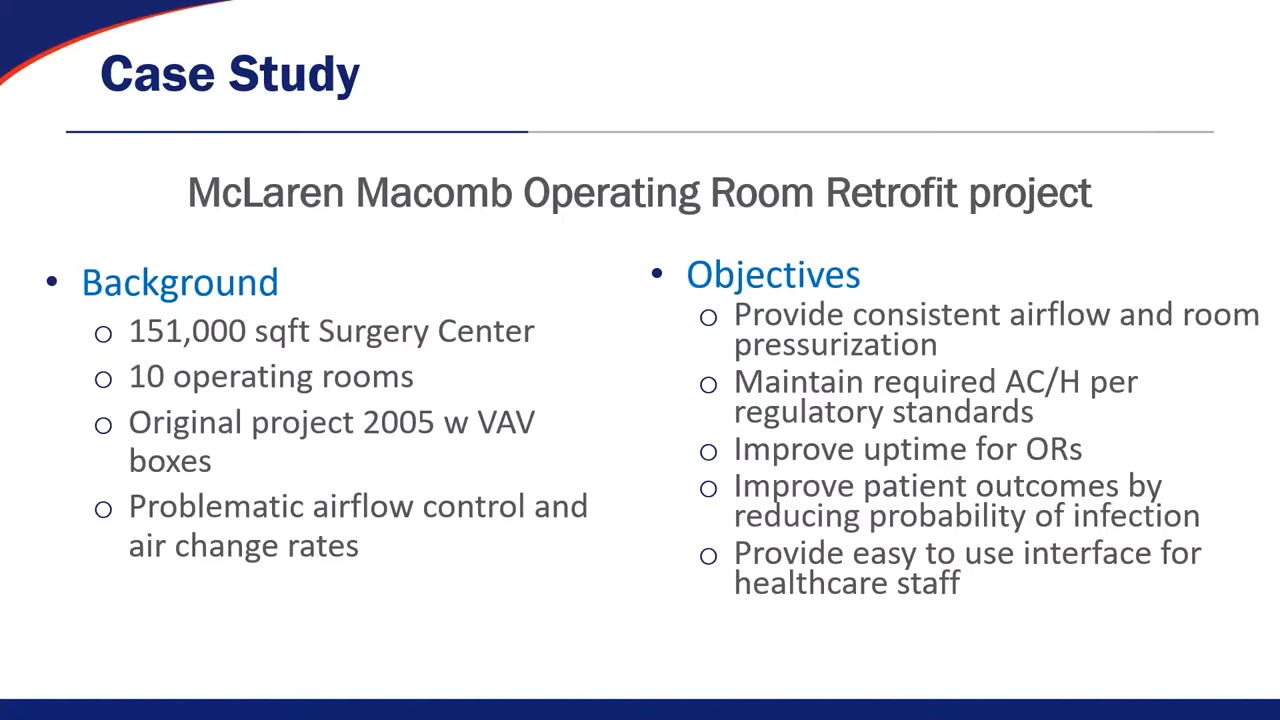 Case Study
McLaren Macomb Operating Room Retrofit project
• Background
o 151,000 sqft Surgery Center
o 10 operating rooms
o Original project 2005 w VAV
boxes
o Problematic airflow control and
air change rates
• Objectives
o Provide consistent airflow and room
pressurization
o Maintain required AC/H per
regulatory standards
o Improve uptime for ORs
o Improve patient outcomes by
reducing probability of infection
o Provide easy to use interface for
healthcare staff